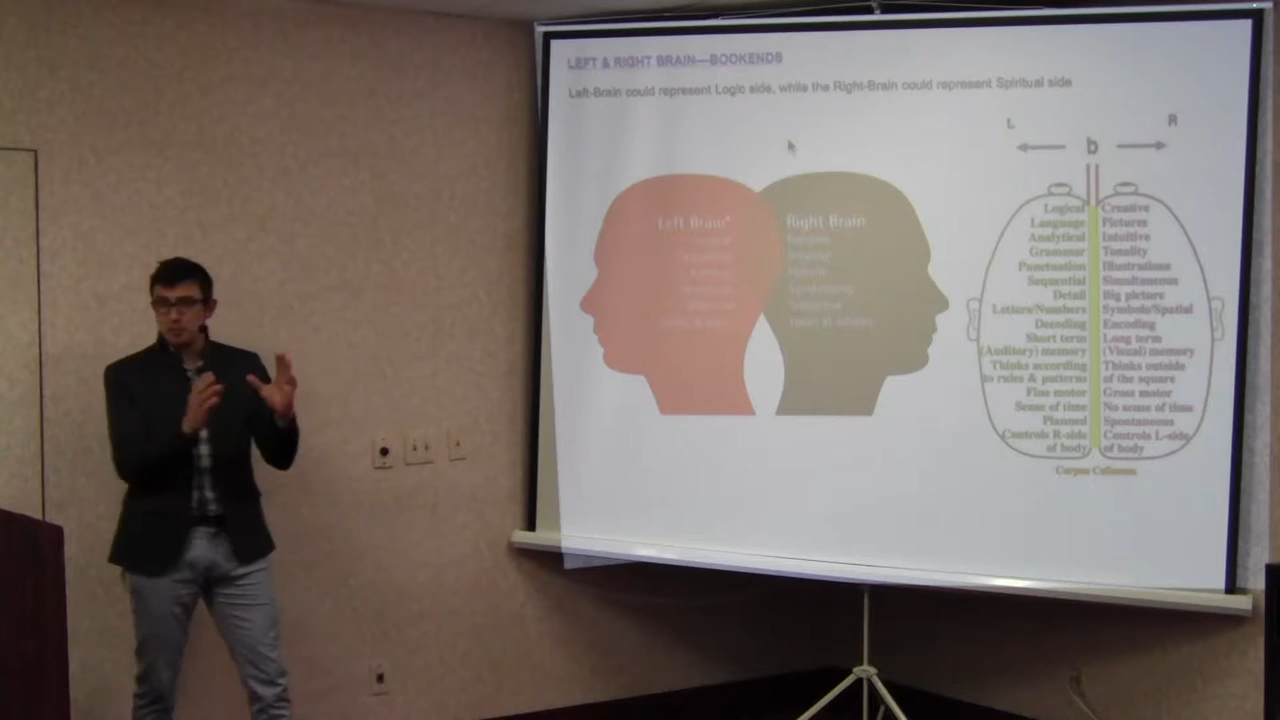 LEFT & RIGHT BRAIN—BOOKENDS
Left-Brain could represent Logic side, while the Right-Brain could represent Spiritual side
Left Brain*
Right Brain
L
R
b
Logical Creative
Language Pictures
Analytical Intuitive
Grammar Tonality
Punctuation Illustrations
Sequential Simultaneous
Detail Big picture
Letters/Numbers Symbols/Spatial
Decoding Encoding
Short term Long term
(Auditory) memory (Visual) memory
Thinks according Thinks outside
to rules & patterns of the square
Fine motor Gross motor
Sense of time No sense of time
Planned Spontaneous
Controls R-side Controls L-side
of body of body
Corpus Callosum